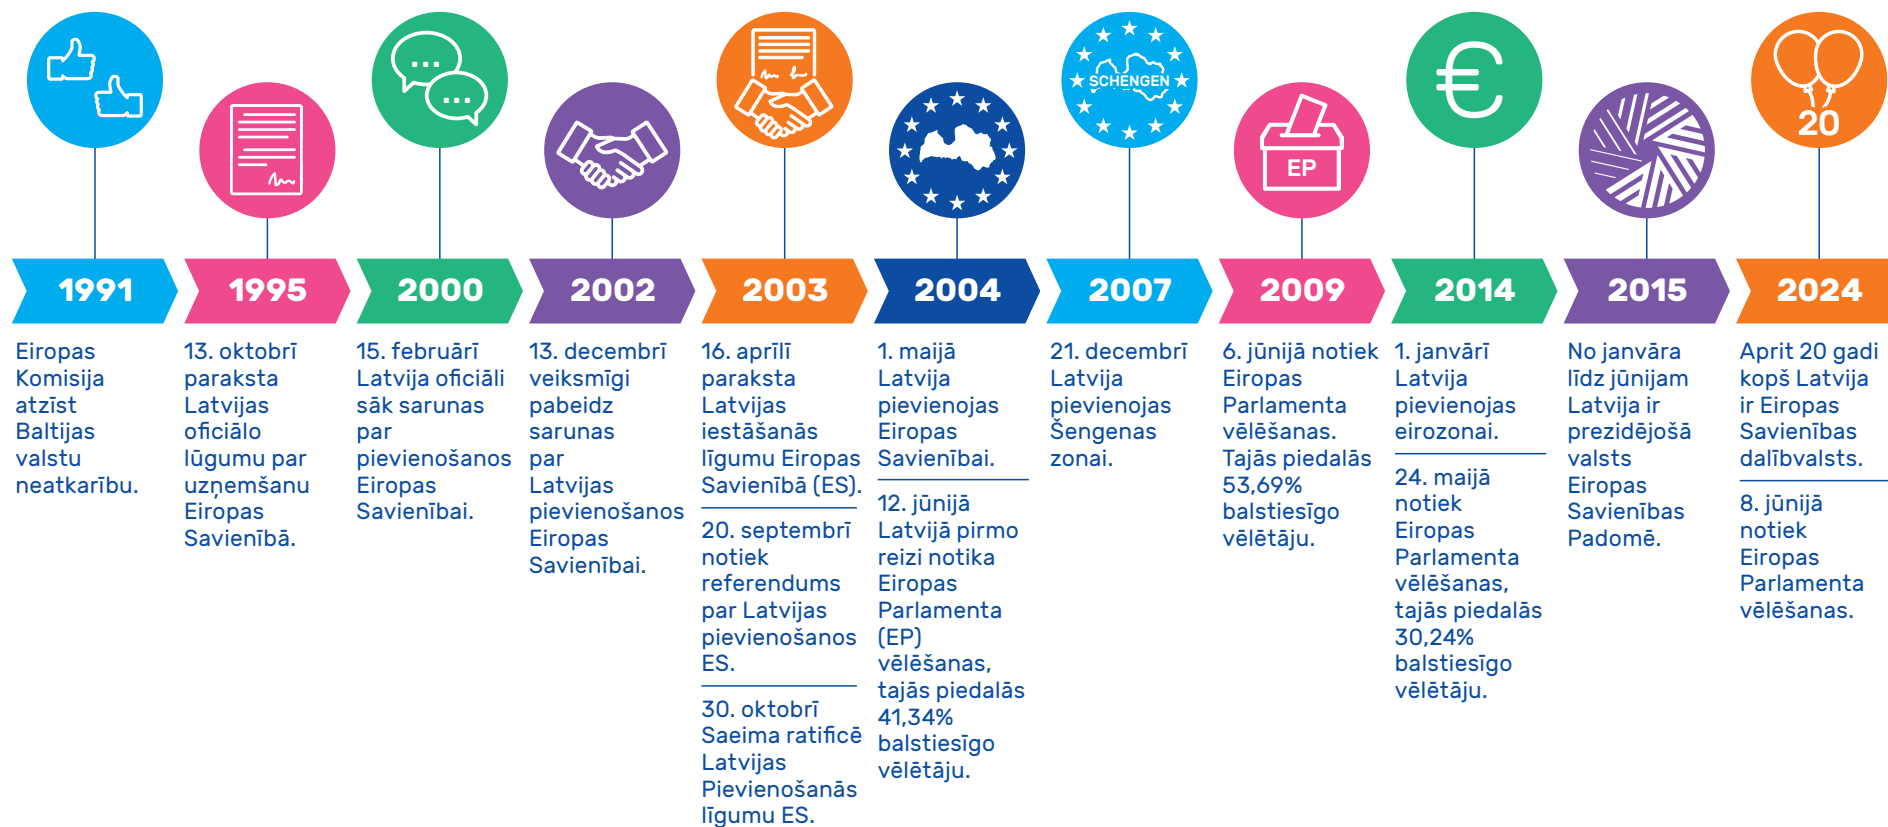 SCHENGEN
EP
€
20
1991
Eiropas
Komisija
atzīst
Baltijas
valstu
neatkarību.
1995
13. oktobrī
paraksta
Latvijas
oficiālo
lūgumu par
uzņemšanu
Eiropas
Savienībā.
2000
15. februārī
Latvija oficiāli
sāk sarunas
par
pievienošanos
Eiropas
Savienībai.
2002
13. decembrī
veiksmīgi
pabeidz
sarunas
par
Latvijas
pievienošanos
Eiropas
Savienībai.
2003
16. aprīlī
paraksta
Latvijas
iestāšanās
līgumu Eiropas
Savienībā (ES).
20. septembrī
notiek
referendums
par Latvijas
pievienošanos
ES.
30. oktobrī
Saeima ratificē
Latvijas
Pievienošanās
līgumu ES.
2004
1. maijā
Latvija
pievienojas
Eiropas
Savienībai.
12. jūnijā
Latvijā pirmo
reizi notika
Eiropas
Parlamenta
(EP)
vēlēšanas,
tajās piedalās
41,34%
balstiesīgo
vēlētāju.
2007
21. decembrī
Latvija
pievienojas
Šengenas
zonai.
2009
6. jūnijā notiek
Eiropas
Parlamenta
vēlēšanas.
Tajās piedalās
53,69%
balstiesīgo
vēlētāju.
2014
1. janvārī
Latvija
pievienojas
eirozonai.
24. maijā
notiek
Eiropas
Parlamenta
vēlēšanas,
tajās piedalās
30,24%
balstiesīgo
vēlētāju.
2015
No janvāra
līdz jūnijam
Latvija ir
prezidējošā
valsts
Eiropas
Savienības
Padomē.
2024
Aprit 20 gadi
kopš Latvija
ir Eiropas
Savienības
dalībvalsts.
8. jūnijā
notiek
Eiropas
Parlamenta
vēlēšanas.